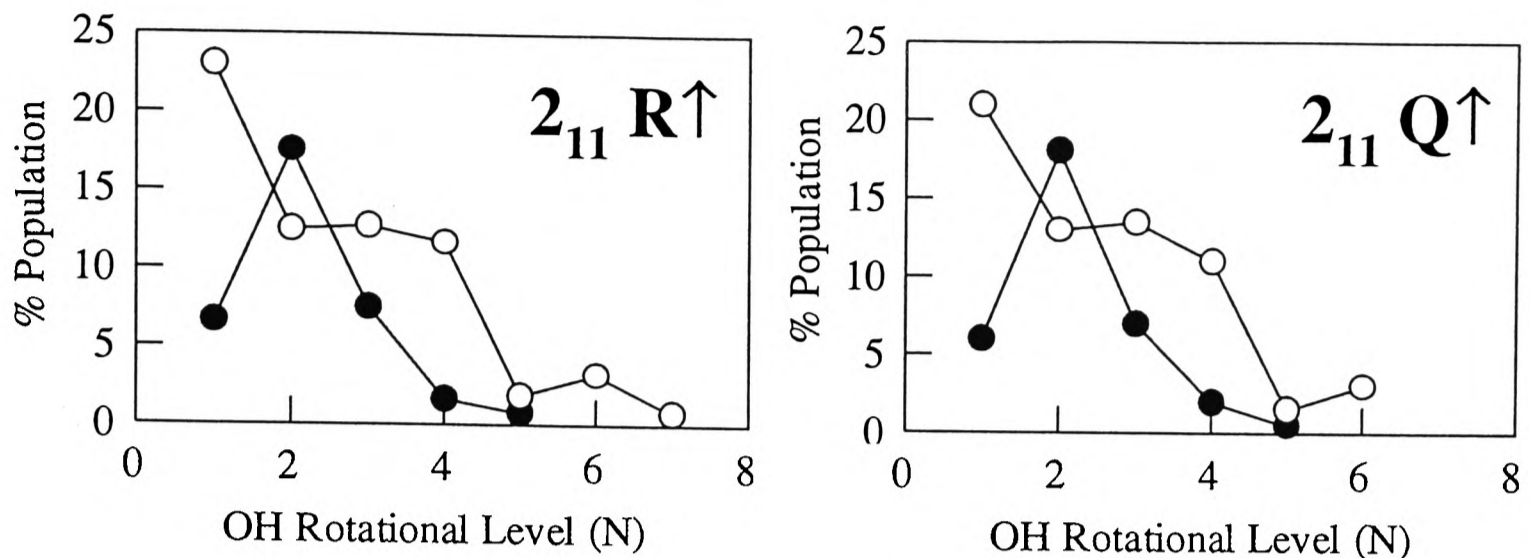 25
20
15
10
5
0
% Population
2₁₁ R↑
0 2 4 6 8
OH Rotational Level (N)
25
20
15
10
5
0
% Population
2₁₁ Q↑
0 2 4 6 8
OH Rotational Level (N)